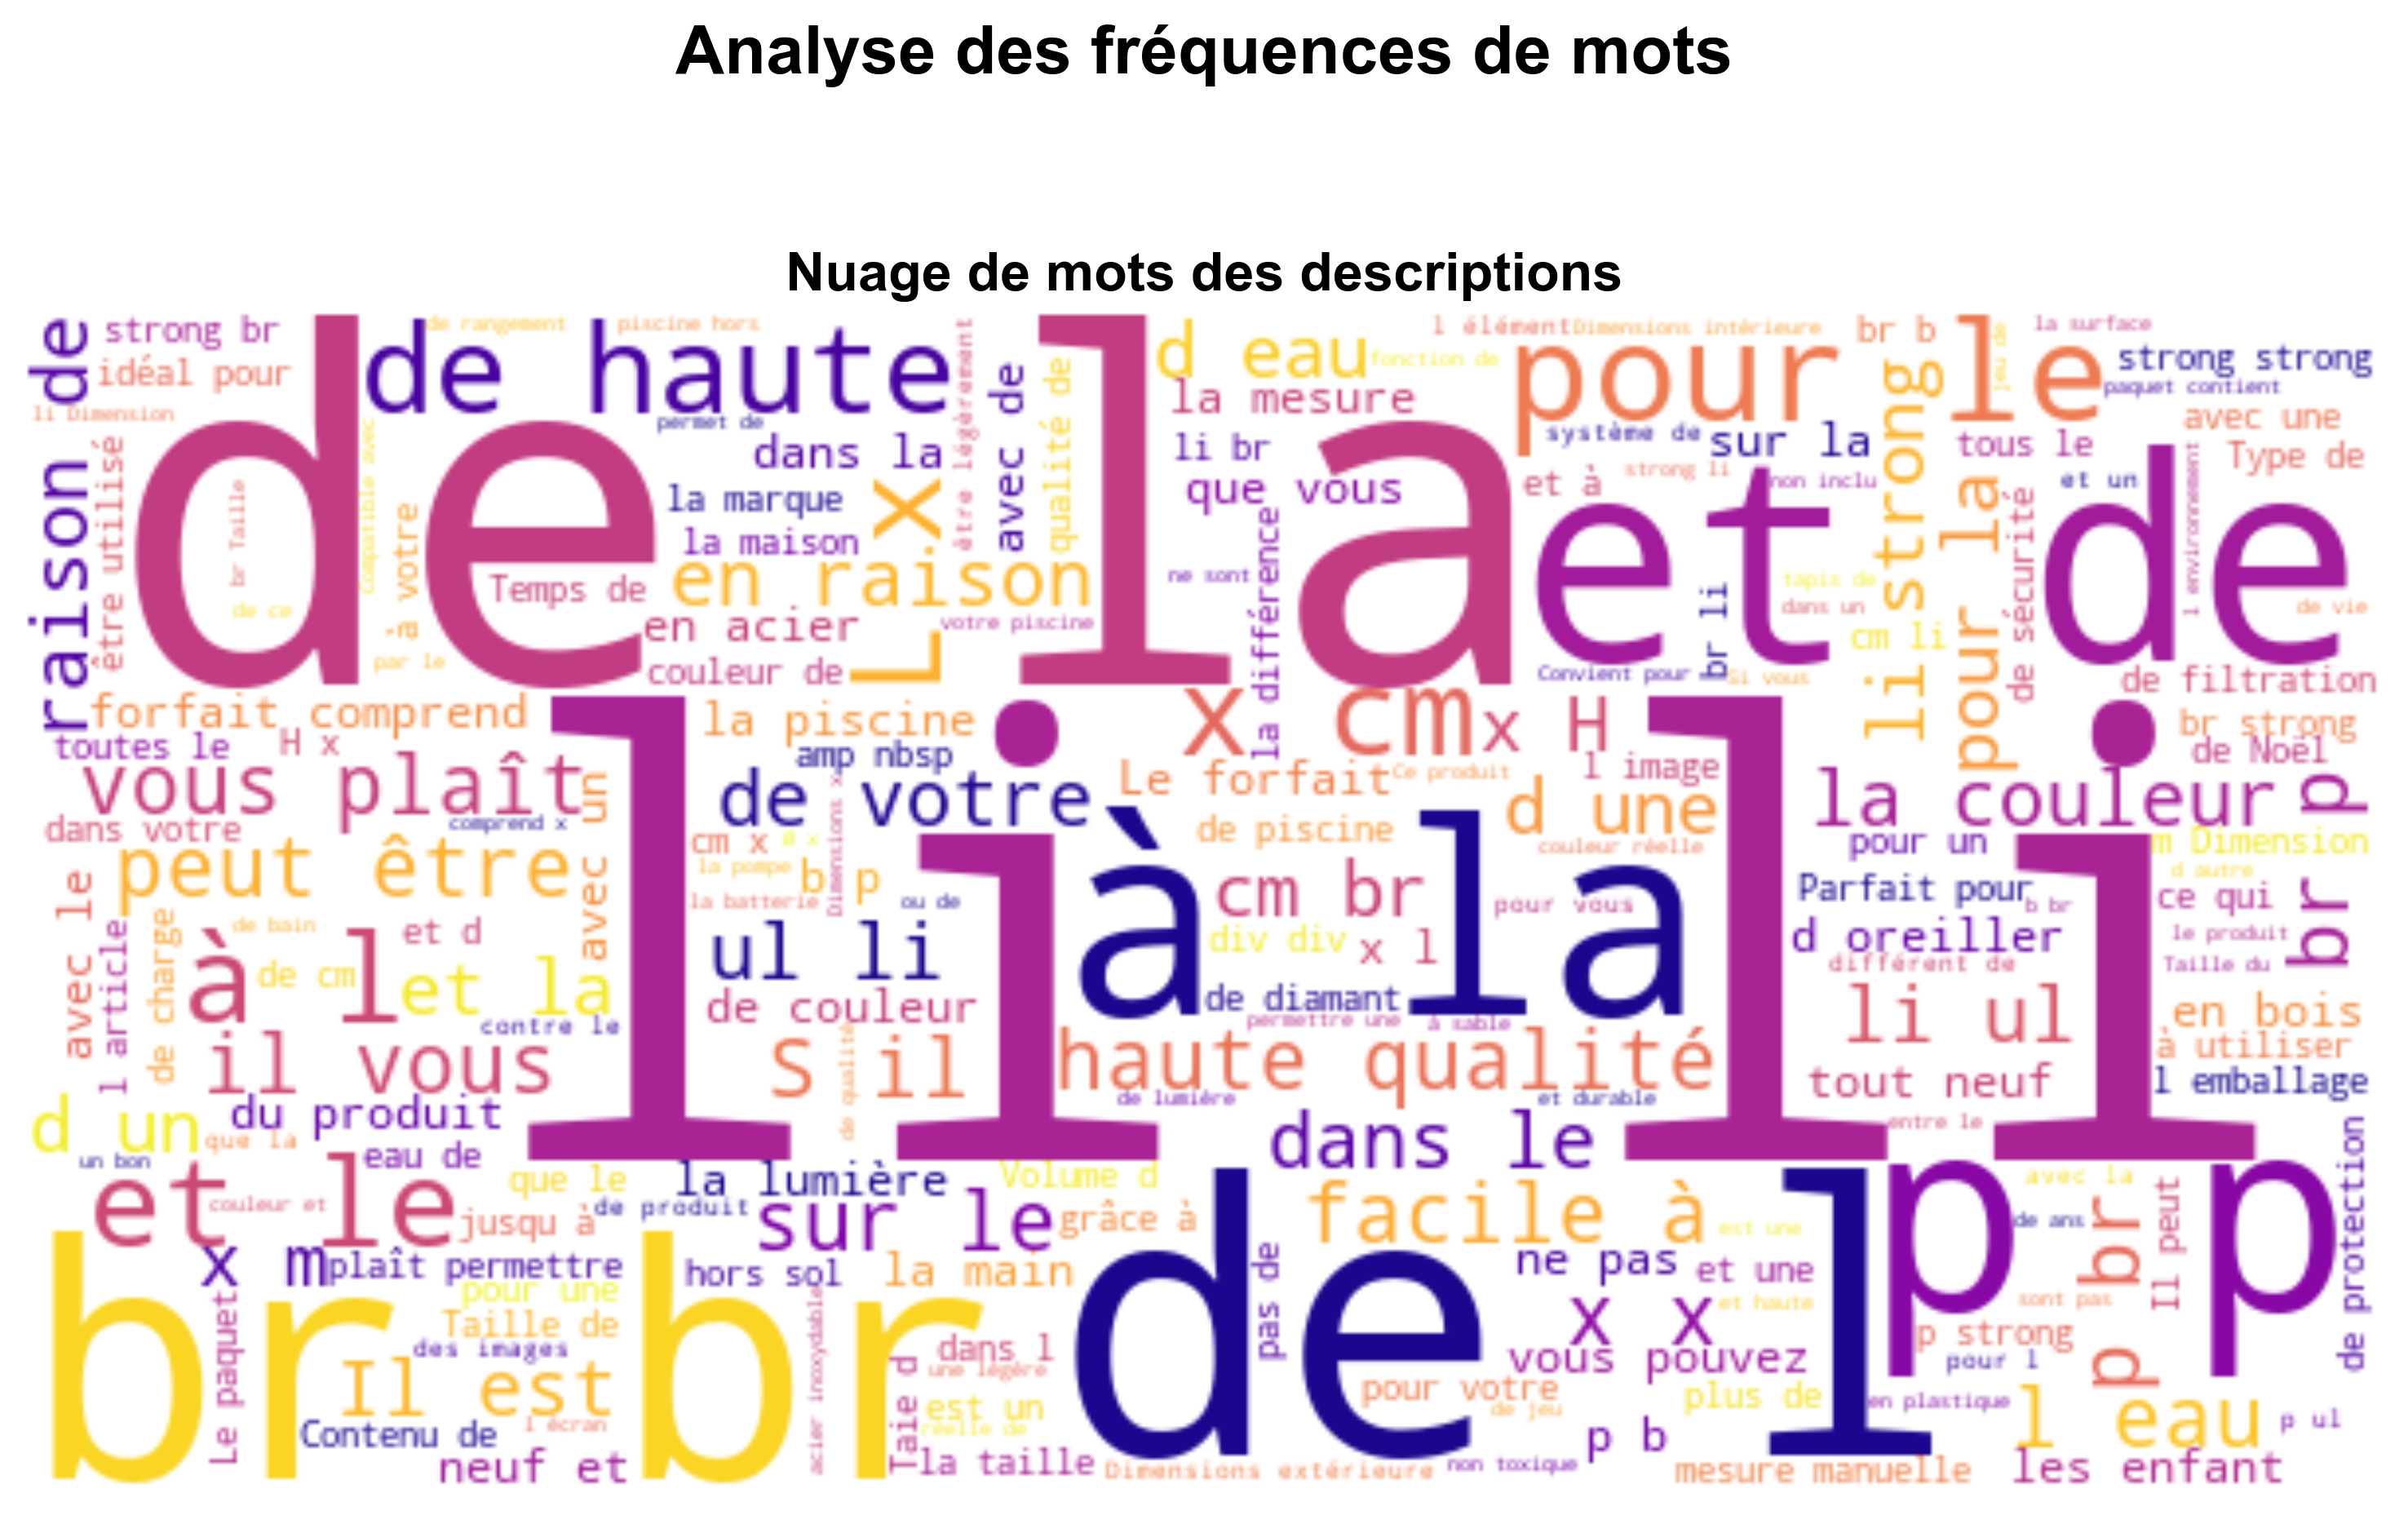 Analyse des fréquences de mots
Nuage de mots des descriptions
strong br
de rangement
piscine hors
l élément
Dimensions intérieure
br b
la surface
raison de
de haute
d eau
fonction de
pour le
jeu de
strong strong
idéal pour
la mesure
paquet contient
li Dimension
permet de
avec une
être utilisé
de la
dans la
être légèrement
avec de
qualité de
li br
système de
sur la
li strong
tous le
Type de
br Taille
Compatible avec
à votre
la marque
L X
que vous
et à
strong li
non inclu
pour la
et un
l environnement
la maison
la différence
et de
de sécurité
Temps de
en raison
ne sont
br li
tapis de
dans un
de vie
de ce
en acier
votre piscine
cm li
par le
couleur de
Convient pour
Si vous
de filtration
forfait comprend
li li
la piscine
x cm
x H
br strong
toutes le
H x
amp nbsp
de Noël
vous plaît
avec un
de votre
Le forfait
Ce produit
l image
la couleur
br p
dans votre
comprend x
Dimensions x
d une
cm x
Ø x
de piscine
couleur réelle
pour un
m Dimension
peut être
la pompe
b p
à la
d autre
avec le
la batterie
ou de
cm br
pour vous
Parfait pour
b br
ce qui
l article
de charge
de bain
et d
ul li
div div
x l
d oreiller
le produit
à l
de cm
et la
différent de
Taille du
de couleur
de diamant
contre le
permettre une
à sable
li ul
en bois
il vous
S il
de qualité
haute qualité
à utiliser
tout neuf
l emballage
d un
du produit
de lumière
et durable
que la
dans le
entre le
un bon
eau de
et le
que le
la lumière
Volume d
de l
p p
avec la
Il peut
de protection
couleur et
jusqu à
de produit
sur le
grâce à
facile à
est une
de ans
p br
br br
x m
plaît permettre
hors sol
la main
pas de
ne pas
et une
Le paquet
pour une
acier inoxydable
x x
et haute
sont pas
Taille de
des images
dans l
p strong
Il est
une légère
vous pouvez
pour l
Taie d
pour votre
plus de
en plastique
est un
de jeu
l eau
p ul
Contenu de
l écran
réelle de
p b
neuf et
la taille
Dimensions extérieure
non toxique
mesure manuelle
les enfant